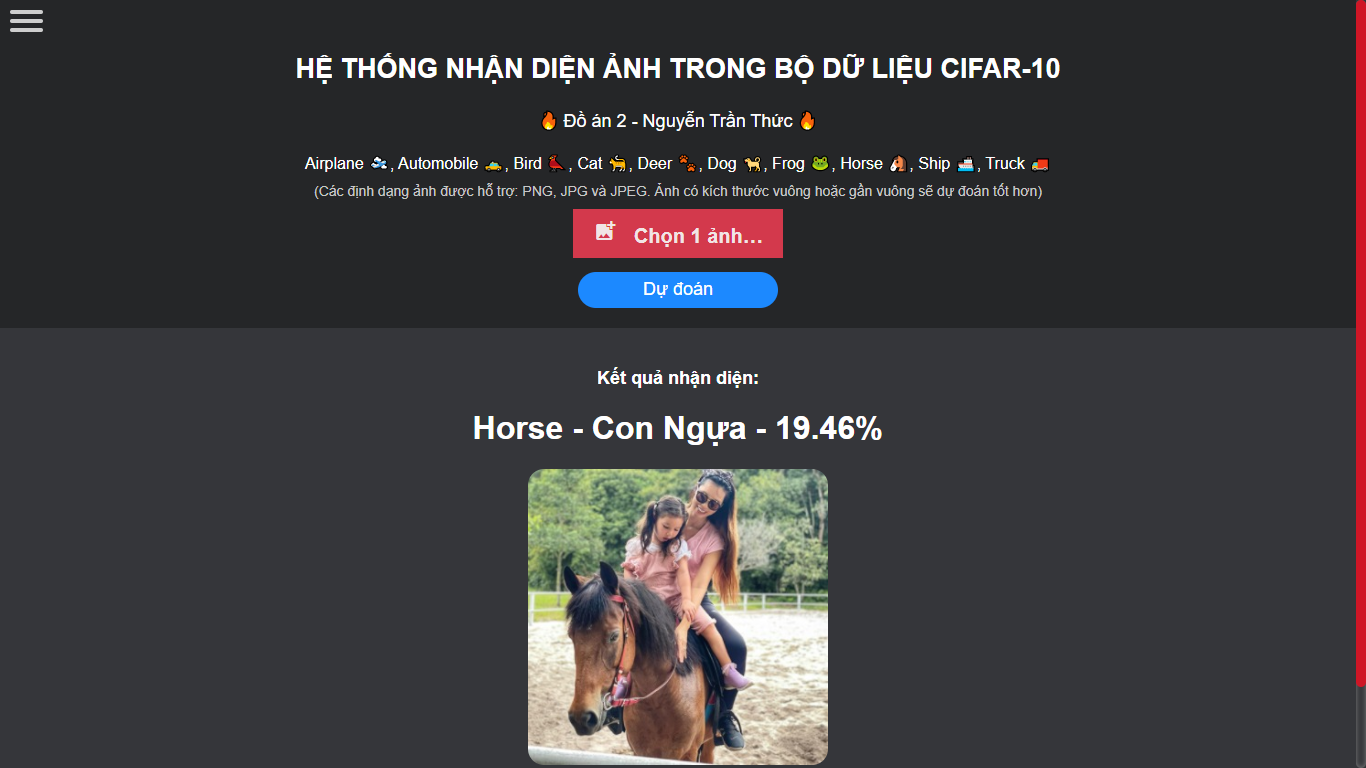 HỆ THỐNG NHẬN DIỆN ẢNH TRONG BỘ DỮ LIỆU CIFAR-10
🔥 Đồ án 2 - Nguyễn Trần Thức 🔥
Airplane 🛩, Automobile 🚕, Bird 🐦, Cat 🐈, Deer 🐾, Dog 🐕, Frog 🐸, Horse 🐴, Ship 🚢, Truck 🚚
(Các định dạng ảnh được hỗ trợ: PNG, JPG và JPEG. Ảnh có kích thước vuông hoặc gần vuông sẽ dự đoán tốt hơn)
Chọn 1 ảnh...
Dự đoán
Kết quả nhận diện:
Horse - Con Ngựa - 19.46%